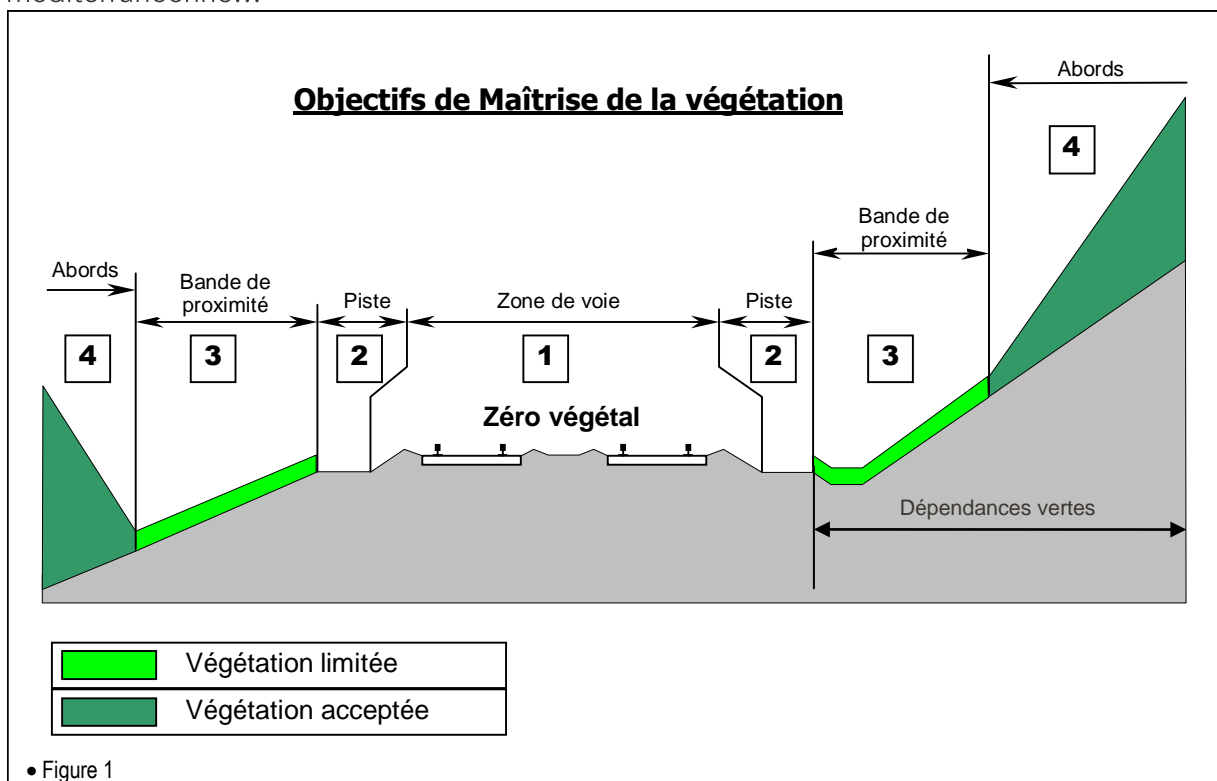 méditerranéenne...
Objectifs de Maîtrise de la végétation
Abords
4
Bande de
proximité
3
Abords
4
Bande de
proximité
3
Piste
2
Zone de voie
1
Piste
2
Zéro végétal
Dépendances vertes
Végétation limitée
Végétation acceptée
• Figure 1